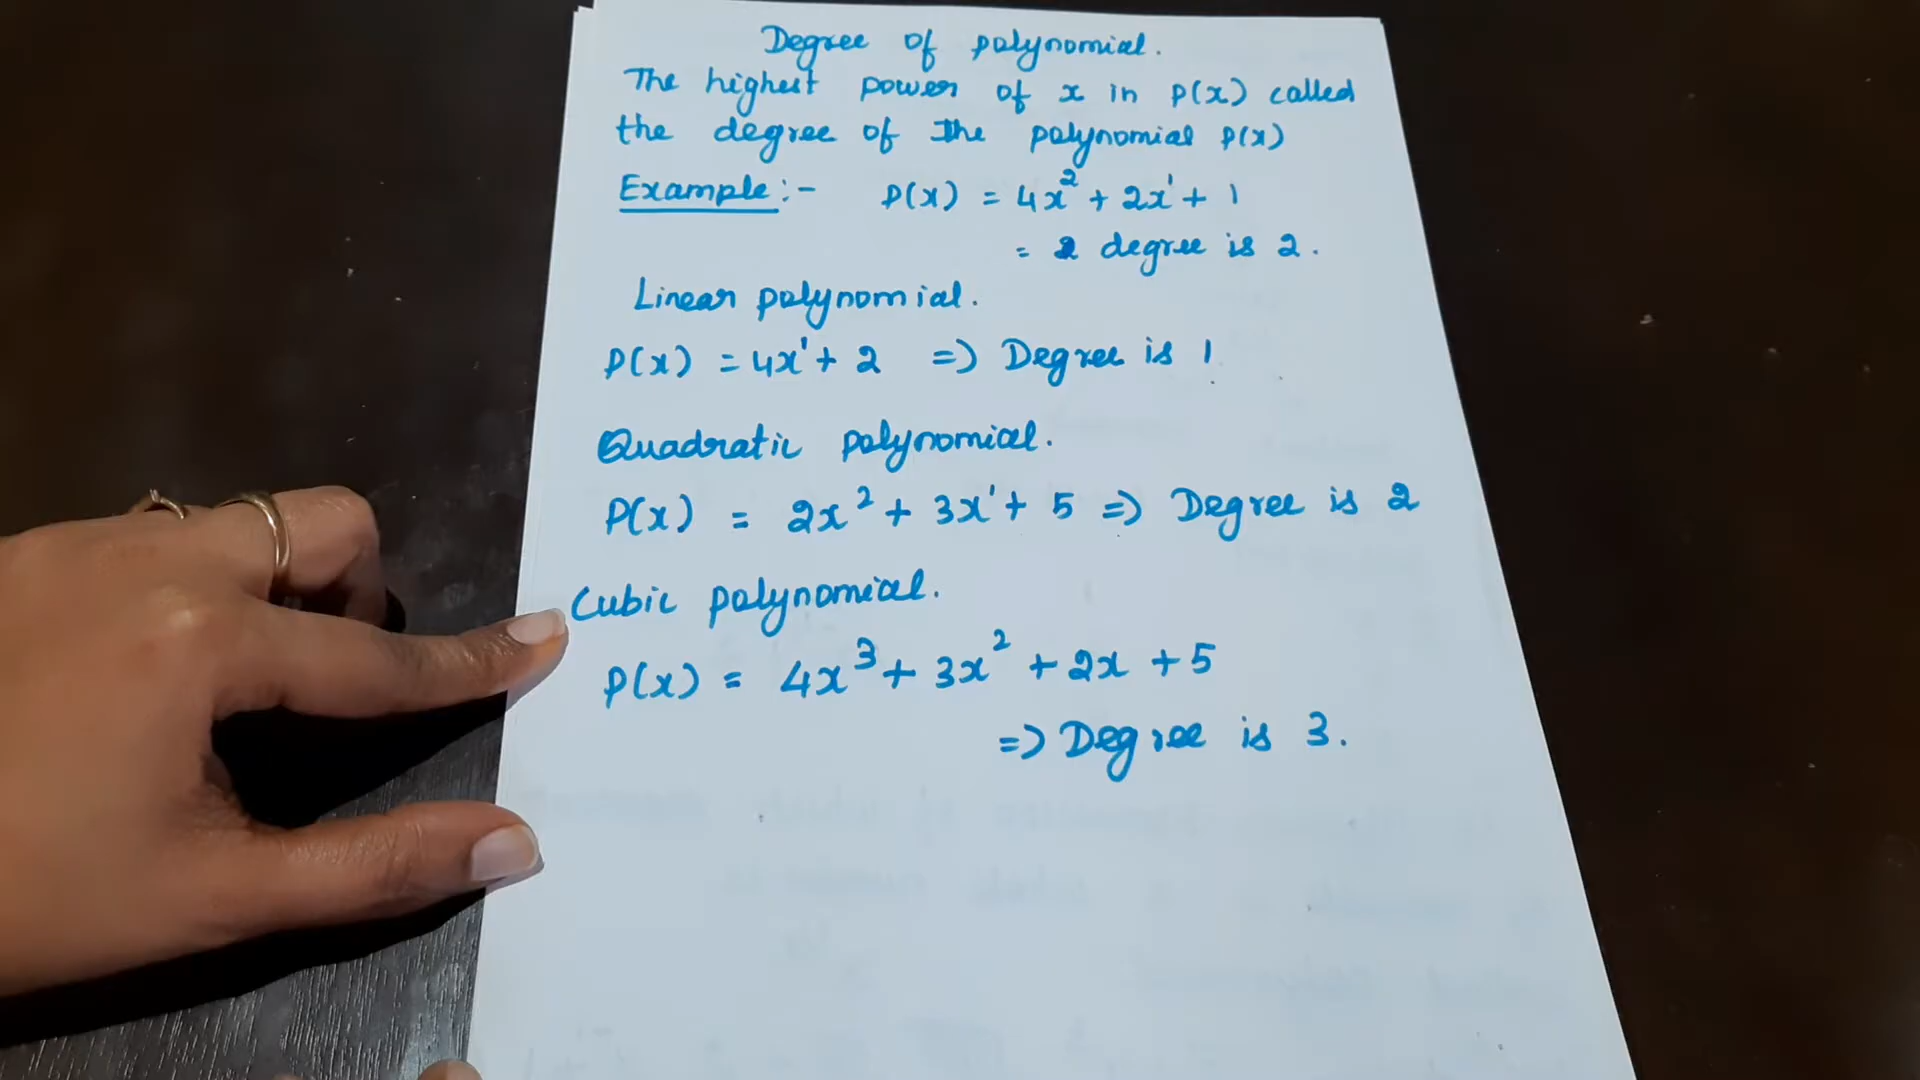 Degree of polynomial.
The highest power of x in P(x) called
the degree of the polynomial P(x)
Example:- P(x) = 4x² + 2x¹ + 1
= 2 degree is 2.
Linear polynomial.
P(x) = 4x¹ + 2 => Degree is 1
Quadratic polynomial.
P(x) = 2x² + 3x¹ + 5 => Degree is 2
Cubic polynomial.
P(x) = 4x³ + 3x² + 2x + 5
=> Degree is 3.